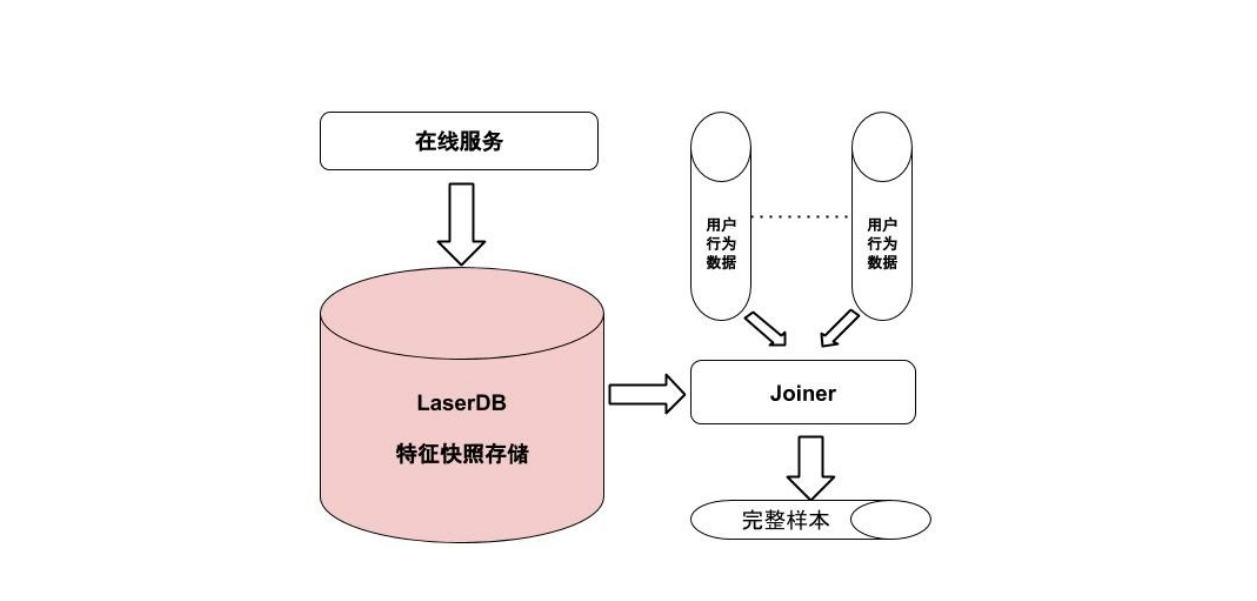 在线服务
用户
行为
数据
用户
行为
数据
LaserDB
特征快照存储
Joiner
完整样本